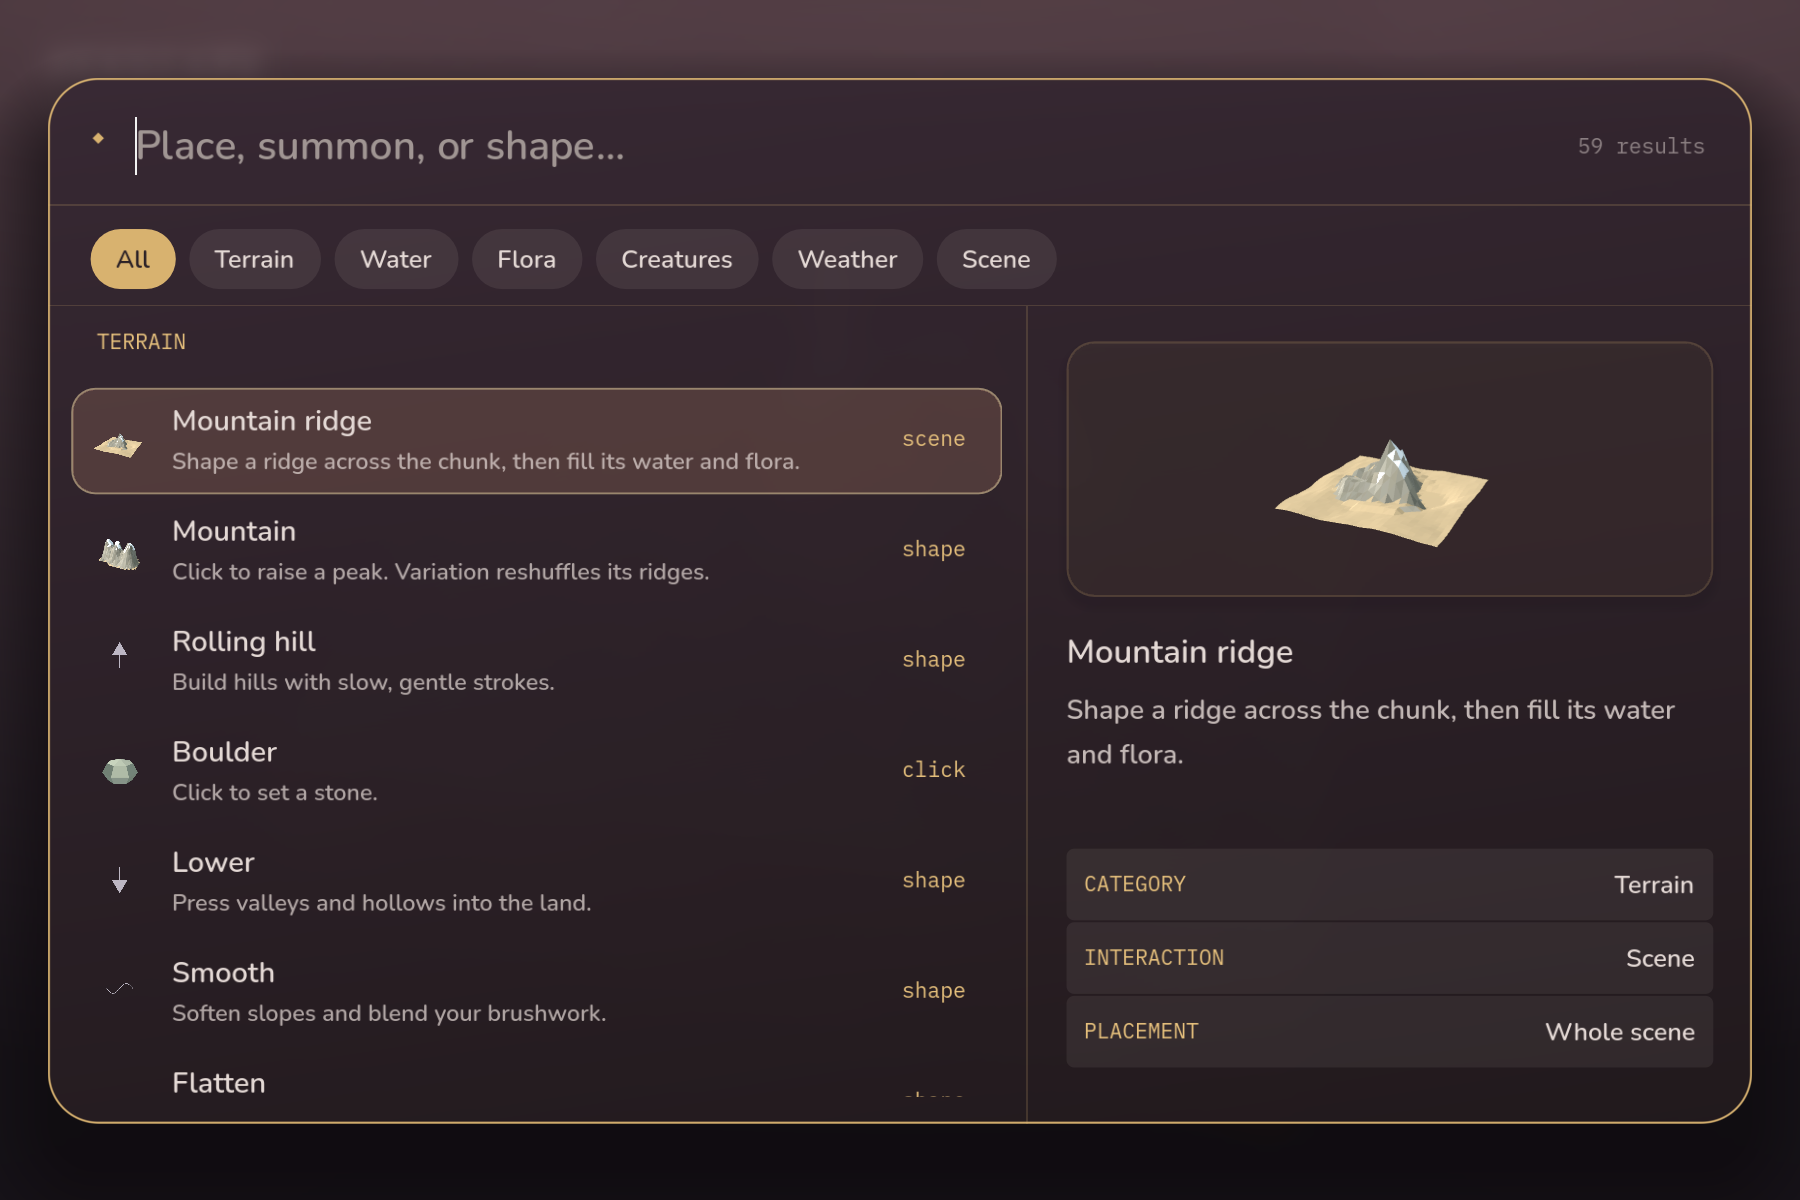 Place, summon, or shape...
59 results
All
Terrain
Water
Flora
Creatures
Weather
Scene
TERRAIN
Mountain ridge
Shape a ridge across the chunk, then fill its water and flora.
scene
Mountain
Click to raise a peak. Variation reshuffles its ridges.
shape
Rolling hill
Build hills with slow, gentle strokes.
shape
Boulder
Click to set a stone.
click
Lower
Press valleys and hollows into the land.
shape
Smooth
Soften slopes and blend your brushwork.
shape
Flatten
Mountain ridge
Shape a ridge across the chunk, then fill its water
and flora.
CATEGORY
Terrain
INTERACTION
Scene
PLACEMENT
Whole scene